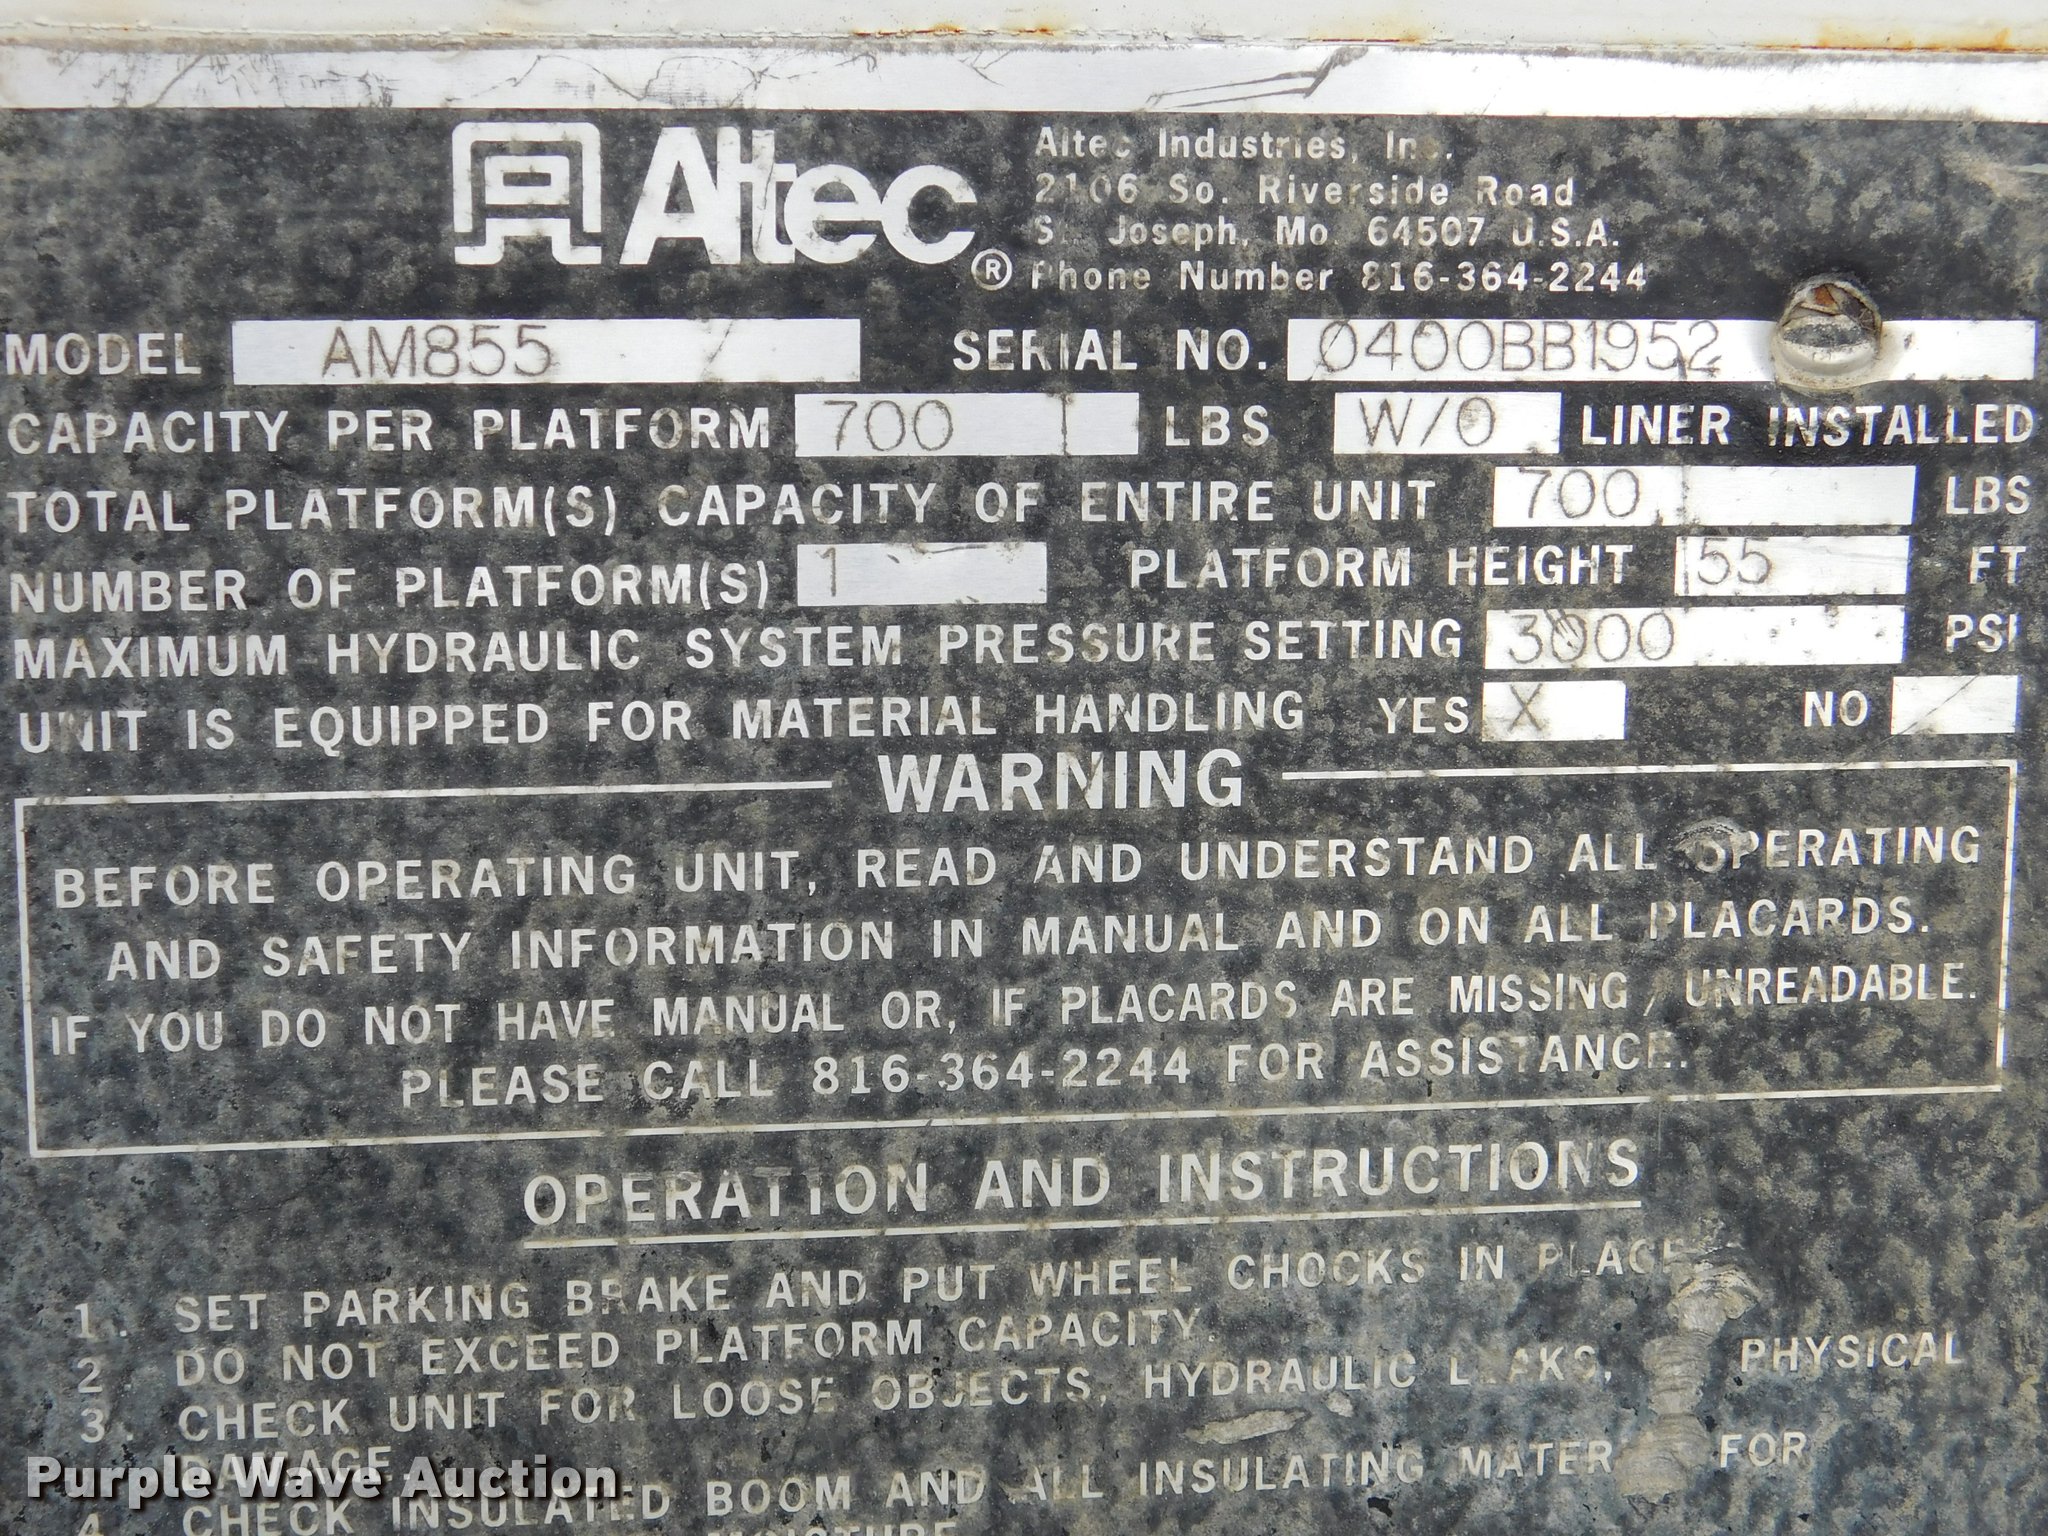 Altec®
Altec Industries, Inc.
2106 So. Riverside Road
St. Joseph, Mo 64507 U.S.A.
Phone Number 816-364-2244
MODEL AM855 SERIAL NO. 0400BB1952
CAPACITY PER PLATFORM 700 LBS W/O LINER INSTALLED
TOTAL PLATFORM(S) CAPACITY OF ENTIRE UNIT 700 LBS
NUMBER OF PLATFORM(S) 1 PLATFORM HEIGHT 55 FT
MAXIMUM HYDRAULIC SYSTEM PRESSURE SETTING 3000 PSI
UNIT IS EQUIPPED FOR MATERIAL HANDLING YES X NO
WARNING
BEFORE OPERATING UNIT, READ AND UNDERSTAND ALL OPERATING
AND SAFETY INFORMATION IN MANUAL AND ON ALL PLACARDS.
IF YOU DO NOT HAVE MANUAL OR, IF PLACARDS ARE MISSING / UNREADABLE.
PLEASE CALL 816-364-2244 FOR ASSISTANCE.
OPERATION AND INSTRUCTIONS
1. SET PARKING BRAKE AND PUT WHEEL CHOCKS IN PLACE
2 DO NOT EXCEED PLATFORM CAPACITY.
3. CHECK UNIT FOR LOOSE OBJECTS, HYDRAULIC LEAKS, PHYSICAL
DAMAGE.
4 CHECK INSULATED BOOM AND ALL INSULATING MATERIAL FOR
MOISTURE
Purple Wave Auction